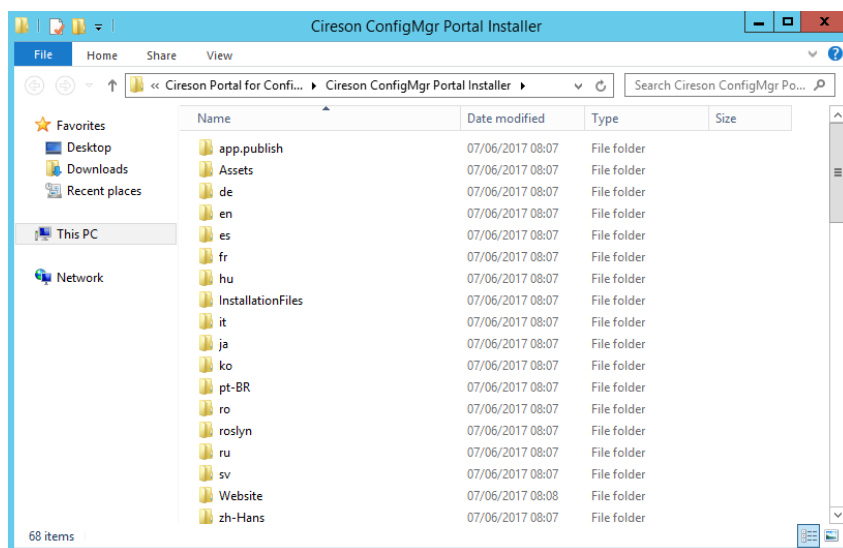 Cireson ConfigMgr Portal Installer
File Home Share View
« Cireson Portal for Confi... Cireson ConfigMgr Portal Installer Search Cireson ConfigMgr Po...
Name Date modified Type Size
Favorites
Desktop
Downloads
Recent places
This PC
Network
app.publish 07/06/2017 08:07 File folder
Assets 07/06/2017 08:07 File folder
de 07/06/2017 08:07 File folder
en 07/06/2017 08:07 File folder
es 07/06/2017 08:07 File folder
fr 07/06/2017 08:07 File folder
hu 07/06/2017 08:07 File folder
InstallationFiles 07/06/2017 08:07 File folder
it 07/06/2017 08:07 File folder
ja 07/06/2017 08:07 File folder
ko 07/06/2017 08:07 File folder
pt-BR 07/06/2017 08:07 File folder
ro 07/06/2017 08:07 File folder
roslyn 07/06/2017 08:07 File folder
ru 07/06/2017 08:07 File folder
sv 07/06/2017 08:07 File folder
Website 07/06/2017 08:08 File folder
zh-Hans 07/06/2017 08:07 File folder
68 items